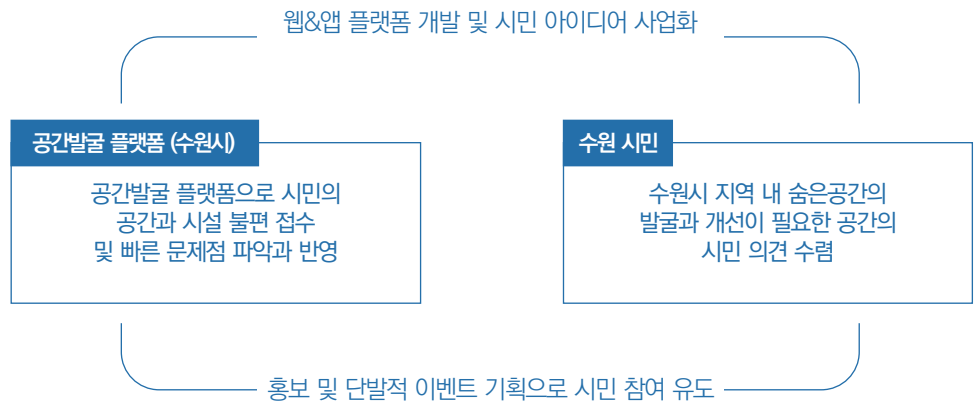 웹&앱 플랫폼 개발 및 시민 아이디어 사업화
공간발굴 플랫폼 (수원시)
공간발굴 플랫폼으로 시민의
공간과 시설 불편 접수
및 빠른 문제점 파악과 반영
수원 시민
수원시 지역 내 숨은공간의
발굴과 개선이 필요한 공간의
시민 의견 수렴
홍보 및 단발적 이벤트 기획으로 시민 참여 유도